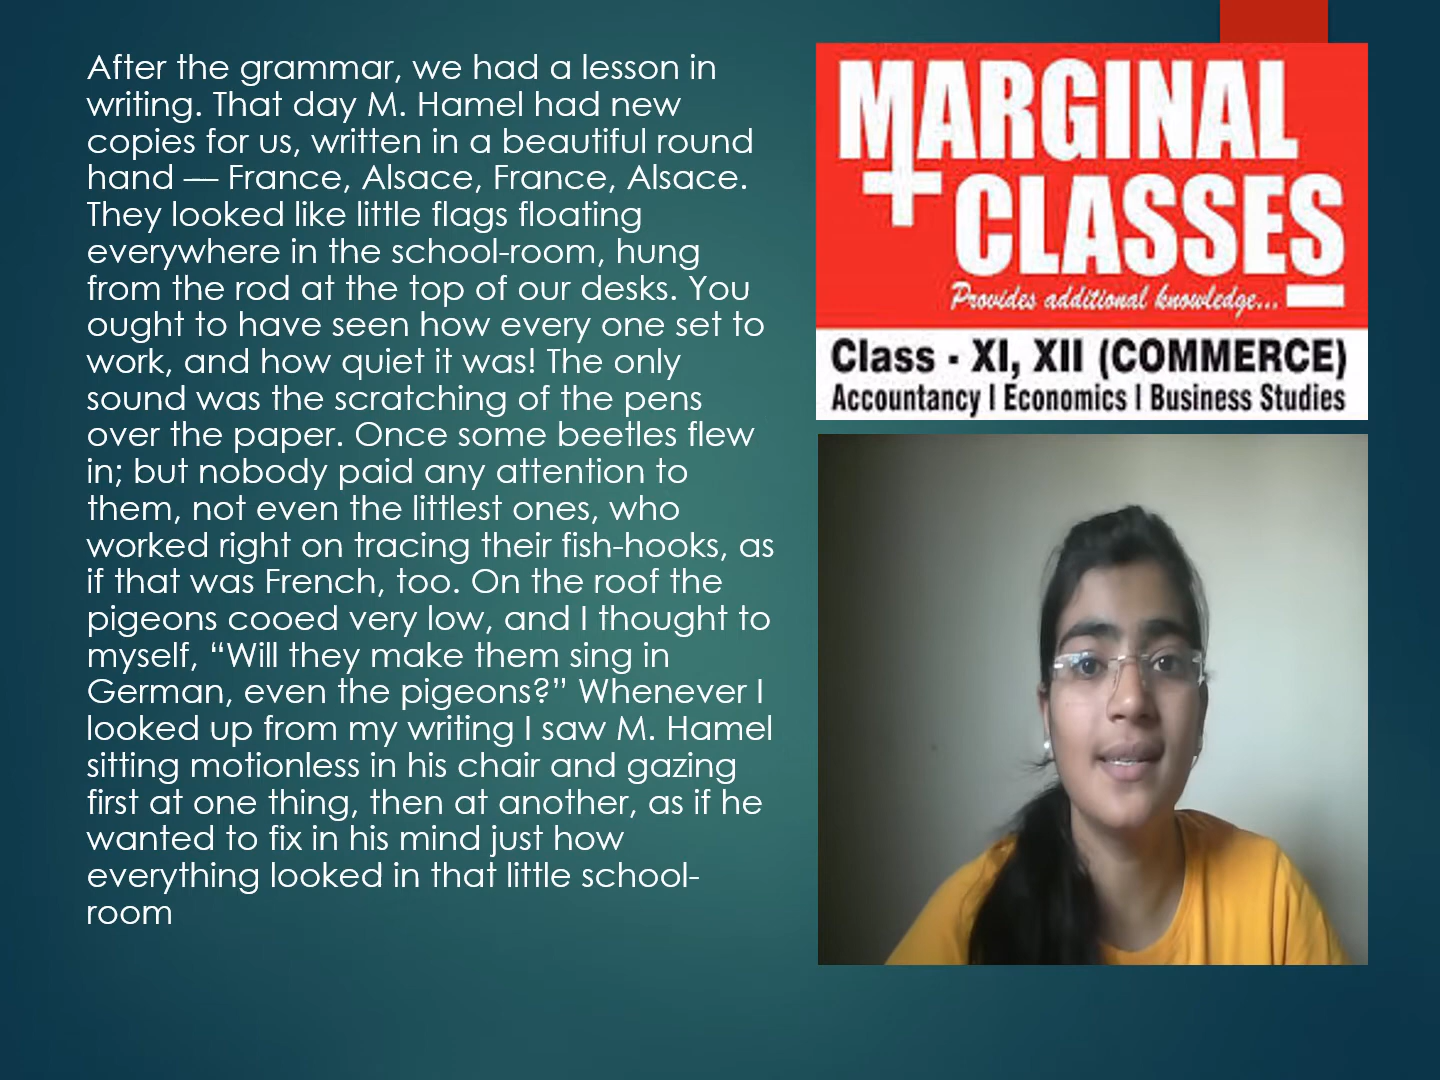 After the grammar, we had a lesson in
writing. That day M. Hamel had new
copies for us, written in a beautiful round
hand — France, Alsace, France, Alsace.
They looked like little flags floating
everywhere in the school-room, hung
from the rod at the top of our desks. You
ought to have seen how every one set to
work, and how quiet it was! The only
sound was the scratching of the pens
over the paper. Once some beetles flew
in; but nobody paid any attention to
them, not even the littlest ones, who
worked right on tracing their fish-hooks, as
if that was French, too. On the roof the
pigeons cooed very low, and I thought to
myself, “Will they make them sing in
German, even the pigeons?” Whenever I
looked up from my writing I saw M. Hamel
sitting motionless in his chair and gazing
first at one thing, then at another, as if he
wanted to fix in his mind just how
everything looked in that little school-
room
MARGINAL
CLASSES
Provides additional knowledge...
Class - XI, XII (COMMERCE)
Accountancy I Economics I Business Studies